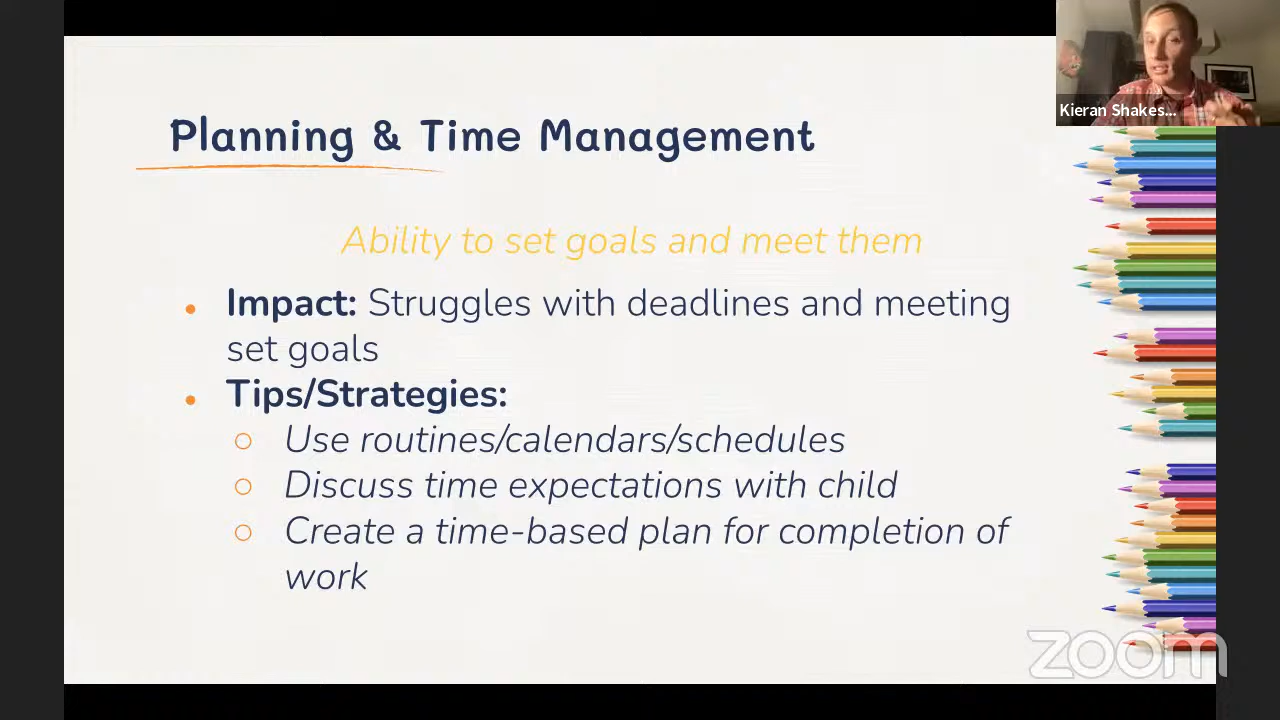 Planning & Time Management
Kieran Shakes...
Ability to set goals and meet them
Impact: Struggles with deadlines and meeting
set goals
Tips/Strategies:
Use routines/calendars/schedules
Discuss time expectations with child
Create a time-based plan for completion of
work
zoom